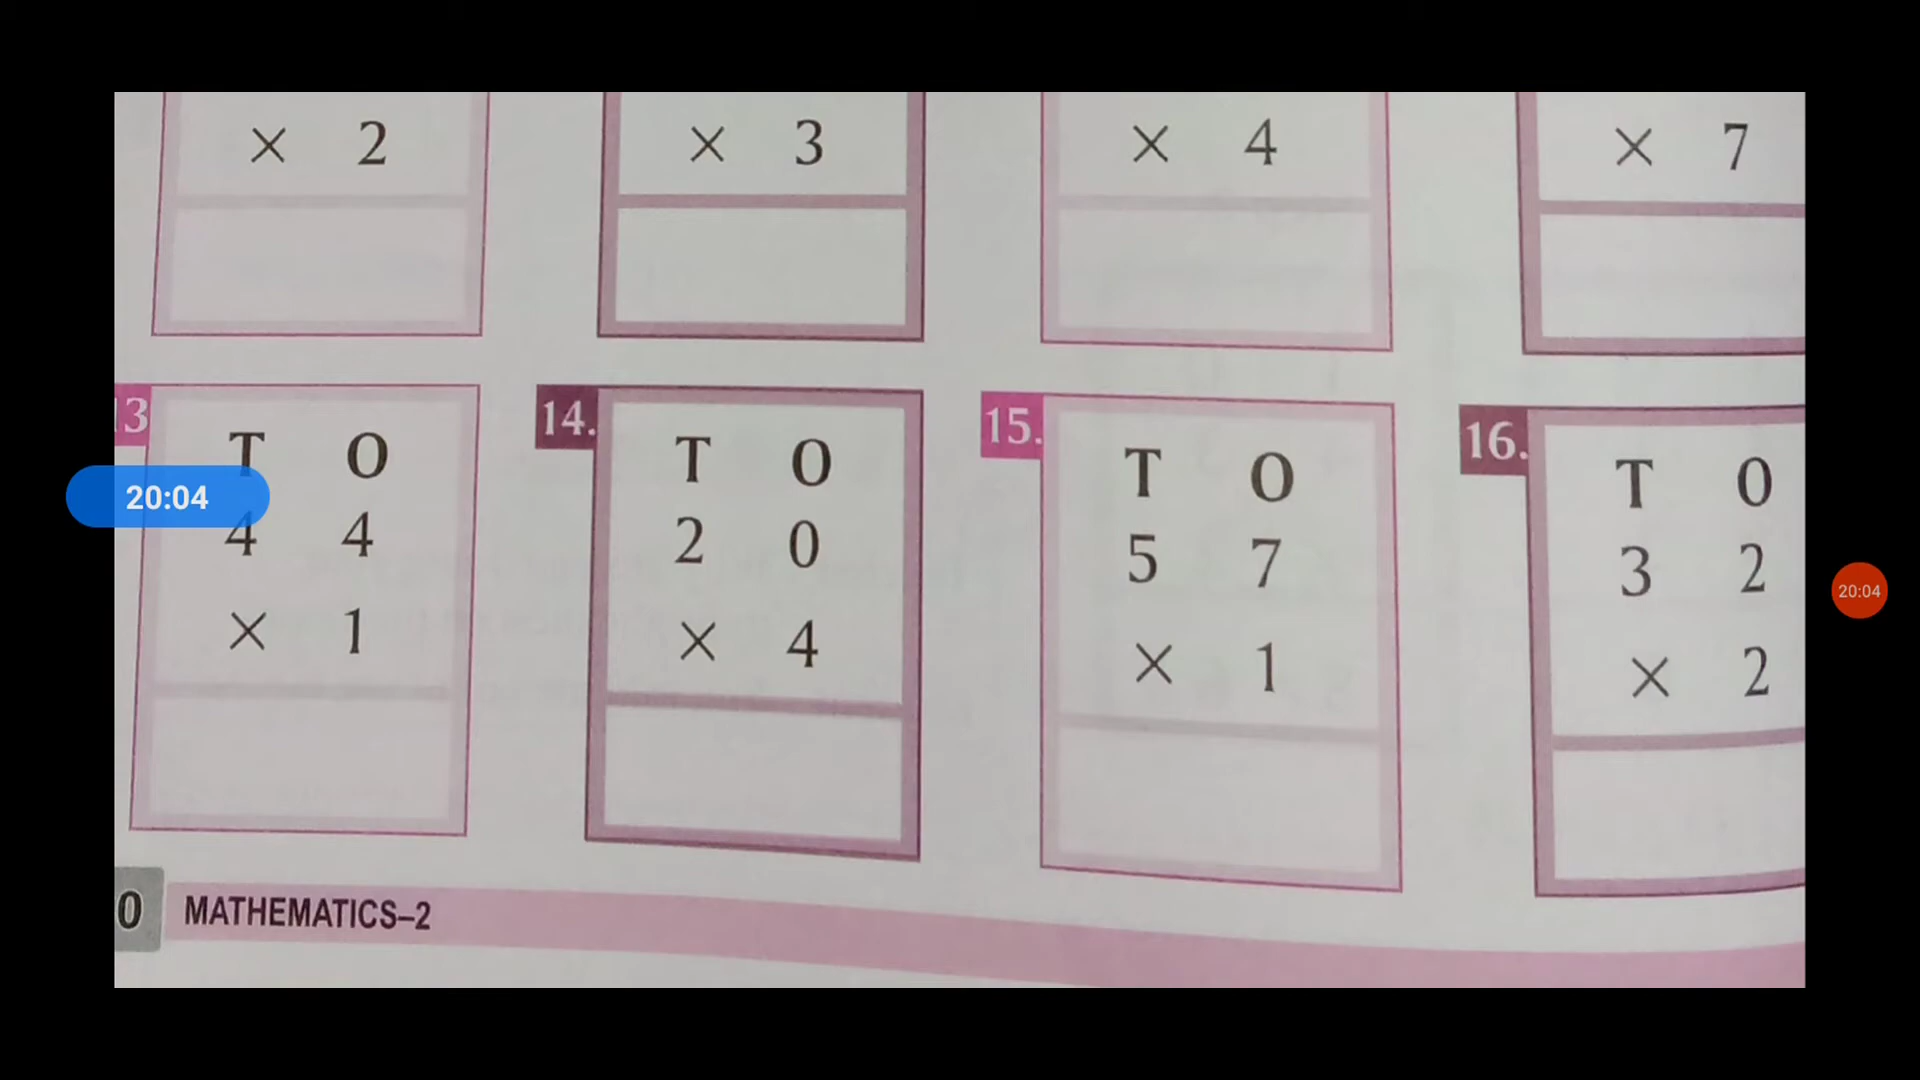 × 2 × 3 × 4 × 7
13 14. 15. 16.
T O T O T O T O
4 4 2 0 5 7 3 2
× 1 × 4 × 1 × 2
20:04
20:04
0 MATHEMATICS–2